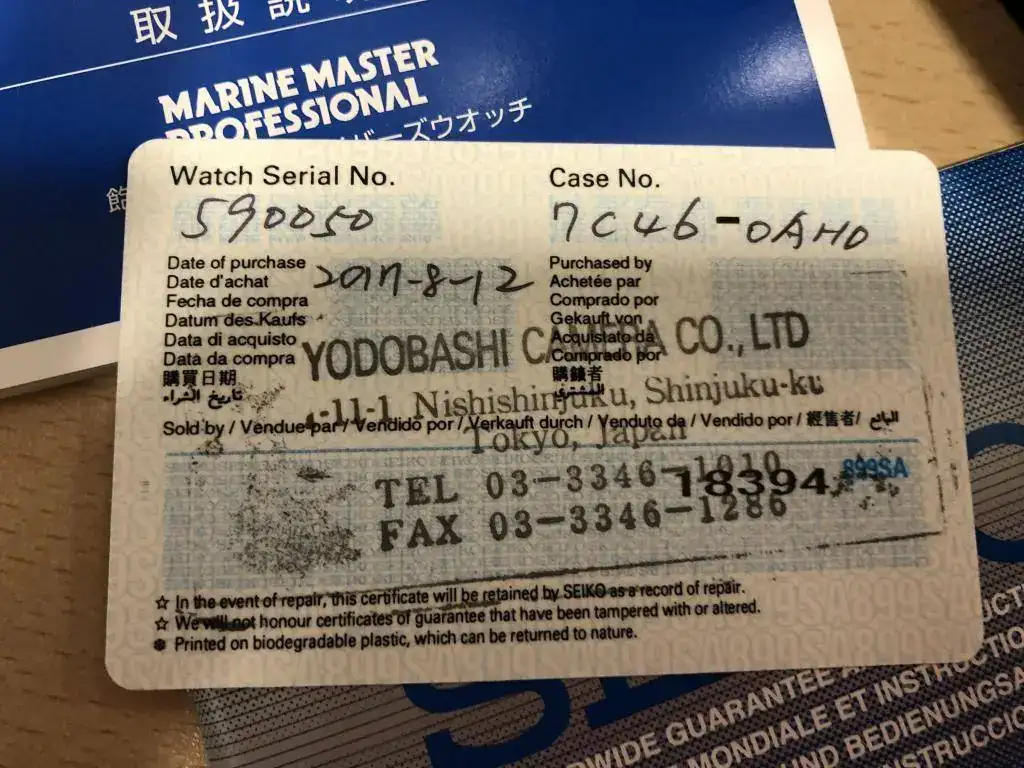 取扱説
MARINE MASTER
PROFESSIONAL
バーズウオッチ
飽
Watch Serial No.
590050
Case No.
7C46-0AH0
Date of purchase
Date d'achat
Fecha de compra
Datum des Kaufs
Data di acquisto
Data da compra
購買日期
تاريخ الشراء
2017-8-12
Purchased by
Achetée par
Comprado por
Gekauft von
Acquistato da
Comprado por
購錶者
المشتري
YODOBASHI CAMERA CO., LTD
1-11-1 Nishishinjuku, Shinjuku-ku
Tokyo, Japan
Sold by / Vendue par / Vendido por / Verkauft durch / Venduto da / Vendido por / 經售者 / البائع
TEL 03-3346-1010
18394
899SA
FAX 03-3346-1286
☆ In the event of repair, this certificate will be retained by SEIKO as a record of repair.
☆ We will not honour certificates of guarantee that have been tampered with or altered.
✽ Printed on biodegradable plastic, which can be returned to nature.
DWIDE GUARANTEE A
MONDIALE ET INSTRUCTIO
UND BEDIENUNGSA
INSTRUCCIO